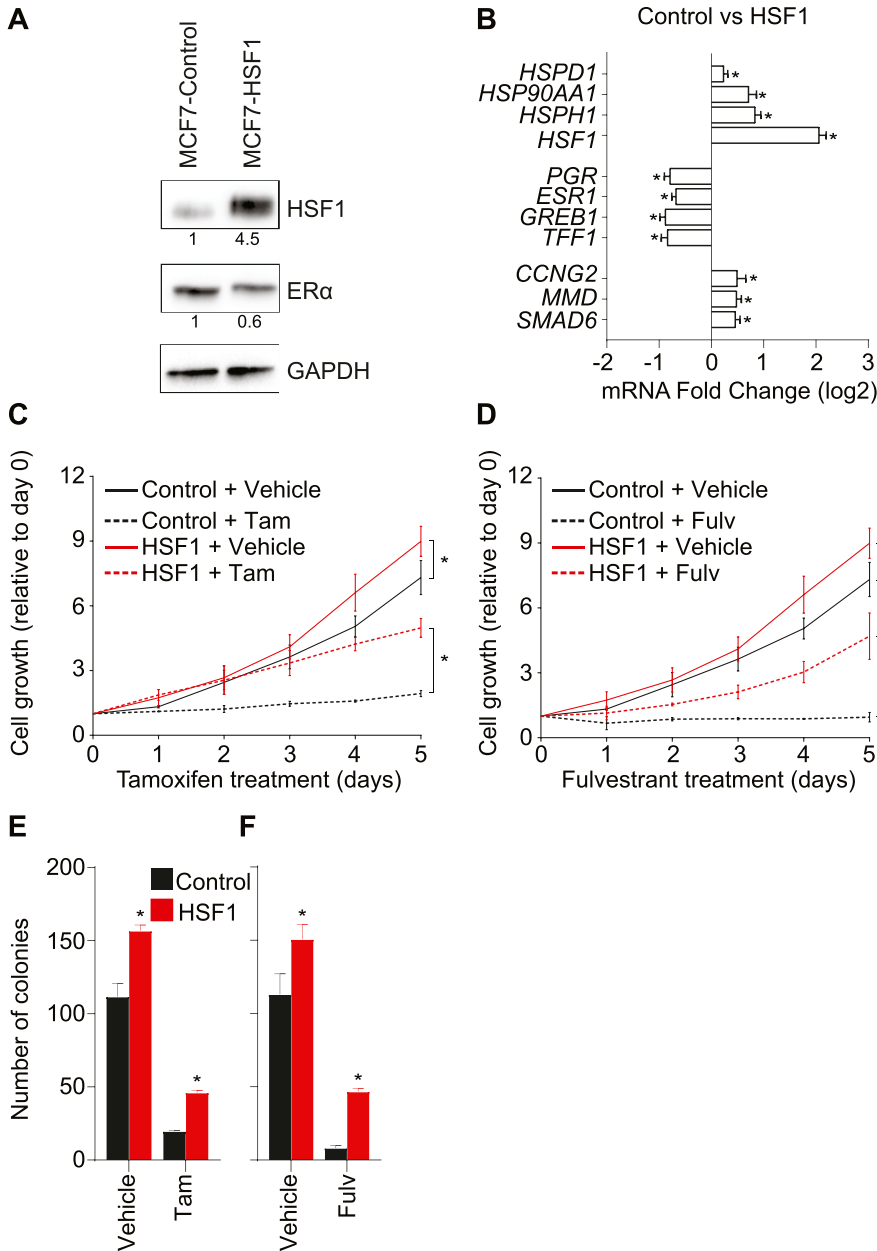 A
MCF7-Control
MCF7-HSF1
HSF1
1 4.5
ERα
1 0.6
GAPDH
B
Control vs HSF1
HSPD1 *
HSP90AA1 *
HSPH1 *
HSF1 *
PGR *
ESR1 *
GREB1 *
TFF1 *
CCNG2 *
MMD *
SMAD6 *
-2 -1 0 1 2 3
mRNA Fold Change (log2)
C
Cell growth (relative to day 0)
12
9
6
3
0
Control + Vehicle
Control + Tam
HSF1 + Vehicle
HSF1 + Tam
*
*
0 1 2 3 4 5
Tamoxifen treatment (days)
D
Cell growth (relative to day 0)
12
9
6
3
0
Control + Vehicle
Control + Fulv
HSF1 + Vehicle
HSF1 + Fulv
0 1 2 3 4 5
Fulvestrant treatment (days)
E
Number of colonies
200
150
100
50
0
Control
HSF1
*
*
Vehicle
Tam
F
*
*
Vehicle
Fulv